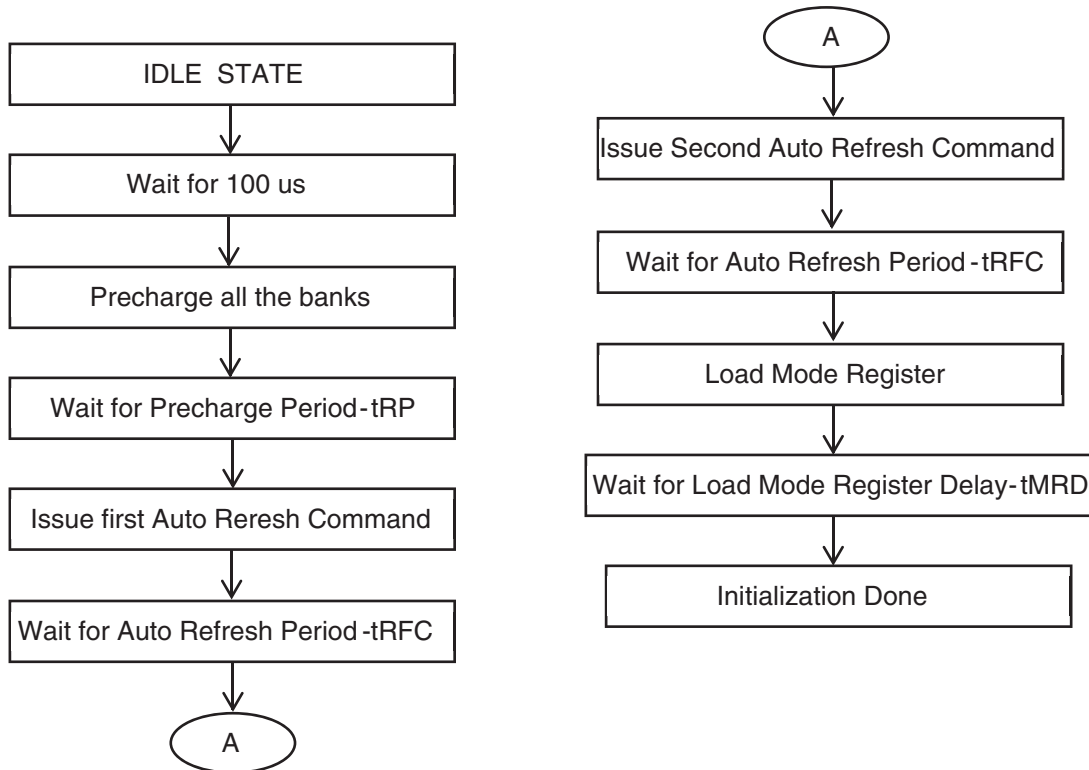 IDLE STATE
Wait for 100 us
Precharge all the banks
Wait for Precharge Period-tRP
Issue first Auto Reresh Command
Wait for Auto Refresh Period-tRFC
A
A
Issue Second Auto Refresh Command
Wait for Auto Refresh Period-tRFC
Load Mode Register
Wait for Load Mode Register Delay-tMRD
Initialization Done